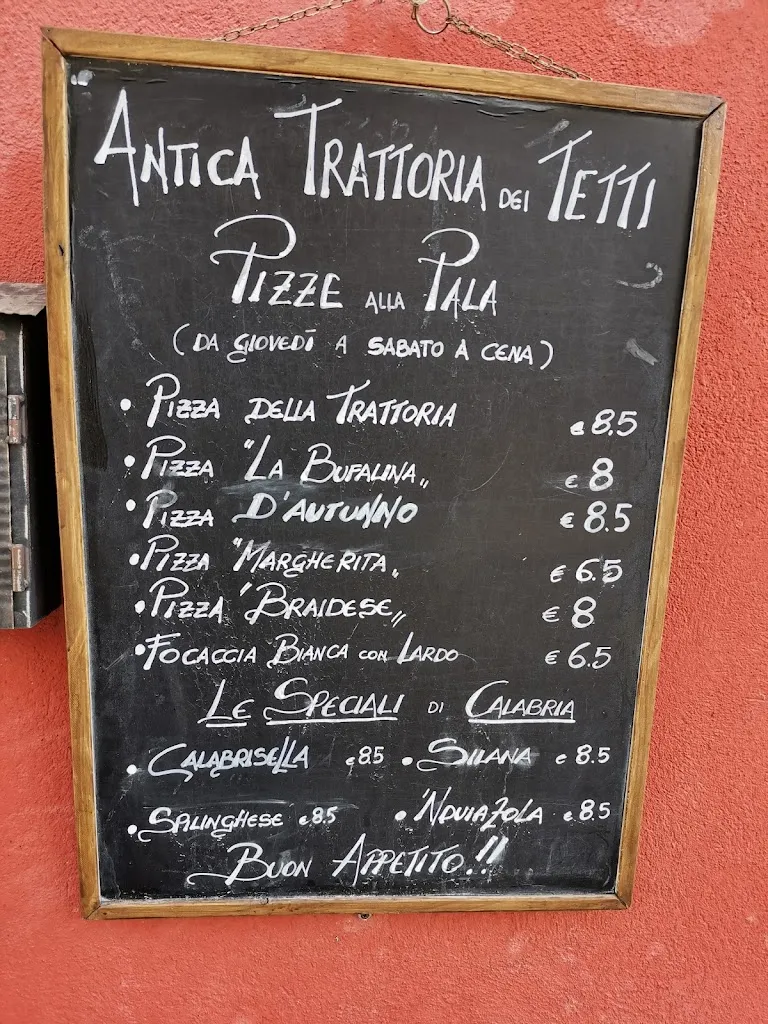 ANTICA TRATTORIA DEI TETTI
PIZZE ALLA PALA
(DA GIOVEDÌ A SABATO A CENA)
• PIZZA DELLA TRATTORIA € 8.5
• PIZZA "LA BUFALINA„ € 8
• PIZZA D'AUTUNNO € 8.5
• PIZZA "MARGHERITA„ € 6.5
• PIZZA "BRAIDESE„ € 8
• FOCACCIA BIANCA CON LARDO € 6.5
LE SPECIALI DI CALABRIA
• CALABRISELLA € 8.5 • SILANA € 8.5
• SPILINGHESE € 8.5 • 'NDUIAZOLA € 8.5
BUON APPETITO!!